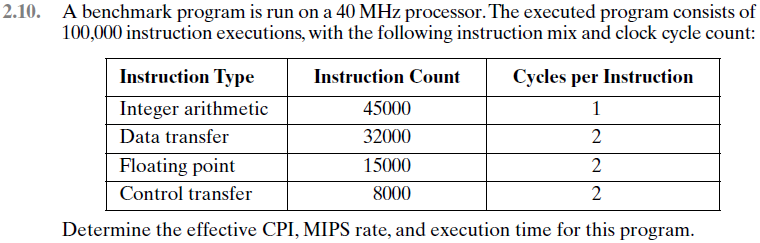 2.10. A benchmark program is run on a 40 MHz processor. The executed program consists of
100,000 instruction executions, with the following instruction mix and clock cycle count:
Instruction Type Instruction Count Cycles per Instruction
Integer arithmetic 45000 1
Data transfer 32000 2
Floating point 15000 2
Control transfer 8000 2
Determine the effective CPI, MIPS rate, and execution time for this program.